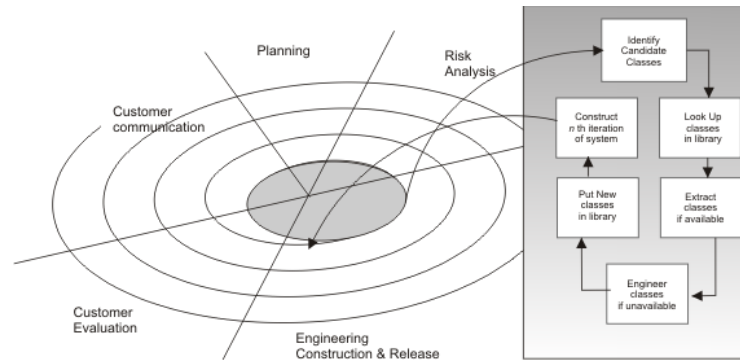 Planning
Risk
Analysis
Customer
communication
Customer
Evaluation
Engineering
Construction & Release
Identify
Candidate
Classes
Construct
n th iteration
of system
Look Up
classes
in library
Put New
classes
in library
Extract
classes
if available
Engineer
classes
if unavailable